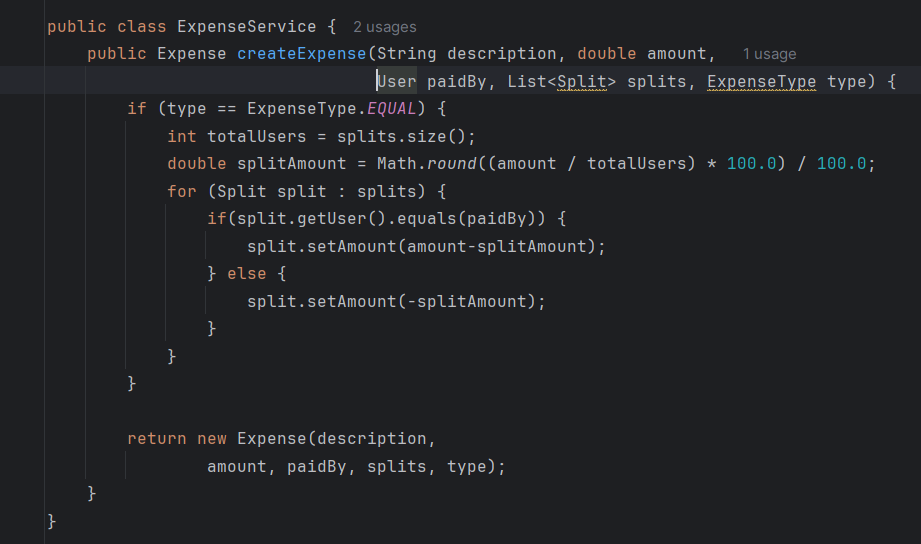 public class ExpenseService { 2 usages
    public Expense createExpense(String description, double amount, 1 usage
                                 User paidBy, List<Split> splits, ExpenseType type) {
        if (type == ExpenseType.EQUAL) {
            int totalUsers = splits.size();
            double splitAmount = Math.round((amount / totalUsers) * 100.0) / 100.0;
            for (Split split : splits) {
                if(split.getUser().equals(paidBy)) {
                    split.setAmount(amount-splitAmount);
                } else {
                    split.setAmount(-splitAmount);
                }
            }
        }

        return new Expense(description,
                amount, paidBy, splits, type);
    }
}